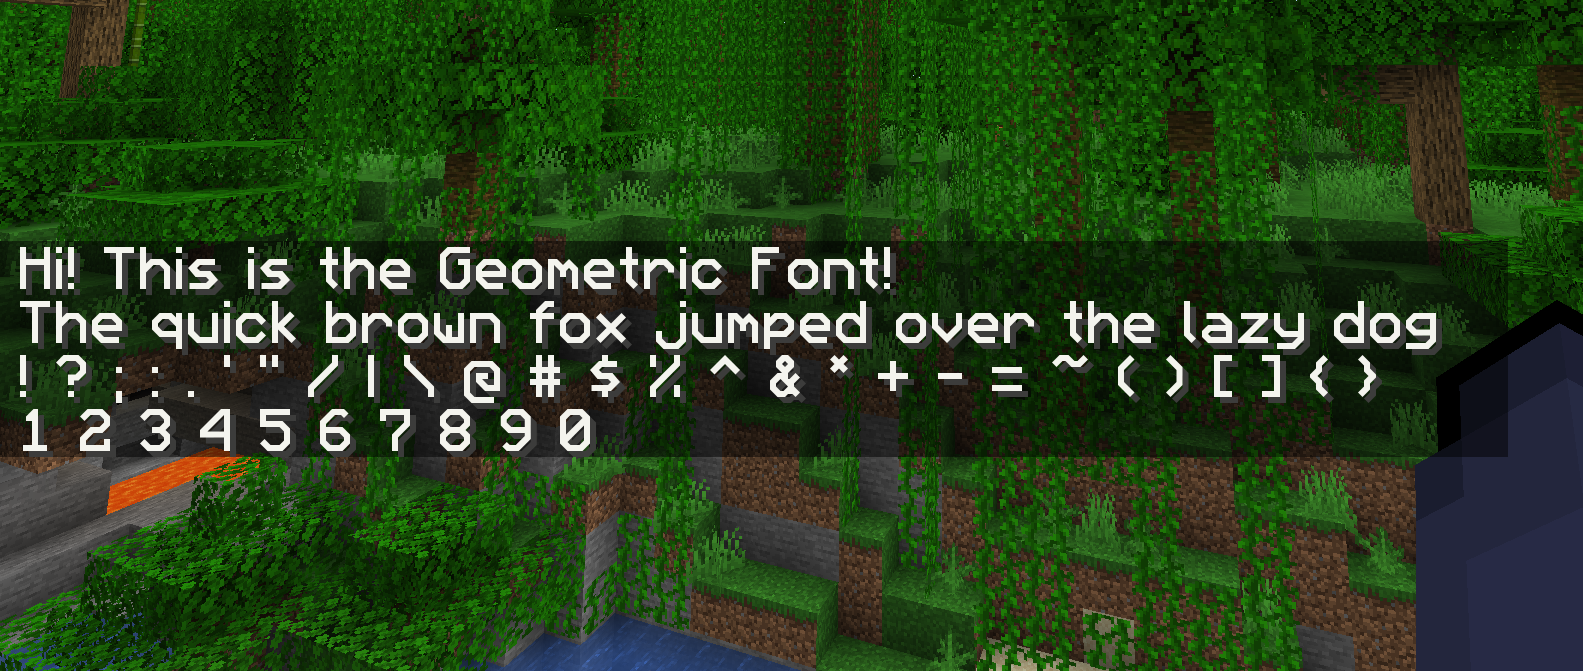 Hi! This is the Geometric Font!
The quick brown fox jumped over the lazy dog
! ? ; : . ' " / | \ @ # $ % ^ & * + - = ~ ( ) [ ] { }
1 2 3 4 5 6 7 8 9 0